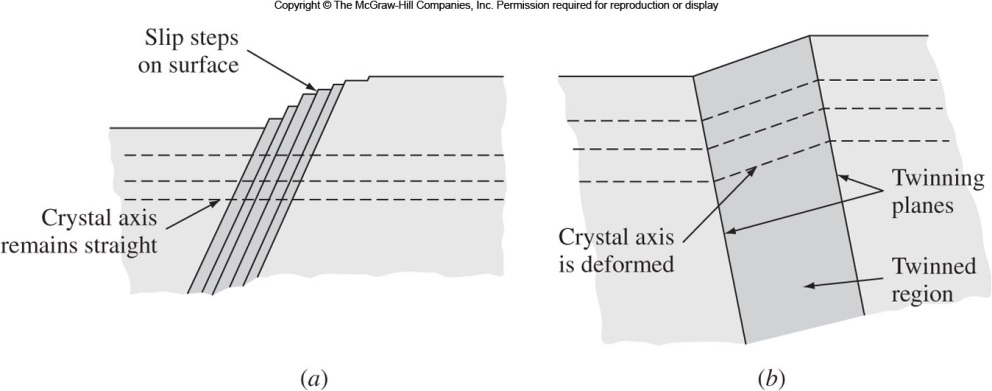 Copyright © The McGraw-Hill Companies, Inc. Permission required for reproduction or display
Slip steps
on surface
Crystal axis
remains straight
(a)
Crystal axis
is deformed
Twinning
planes
Twinned
region
(b)